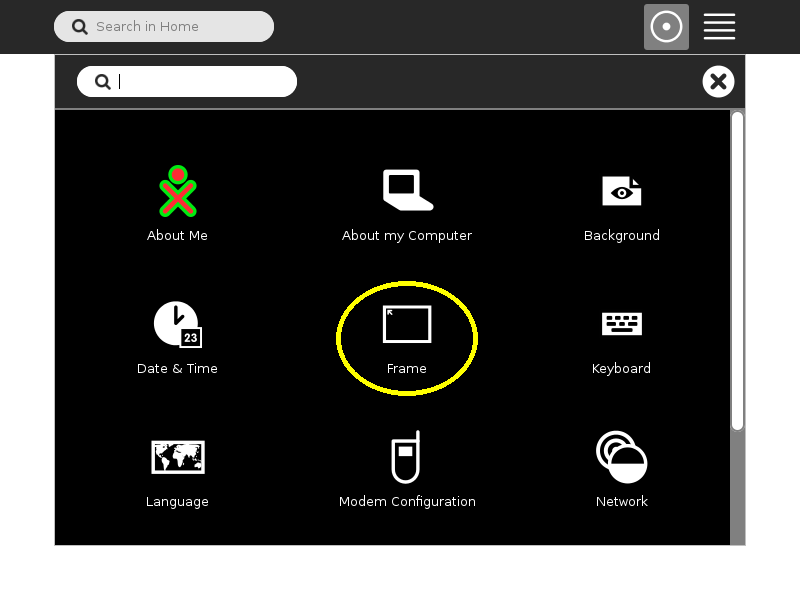 Search in Home
About Me
About my Computer
Background
23
Date & Time
Frame
Keyboard
Language
Modem Configuration
Network